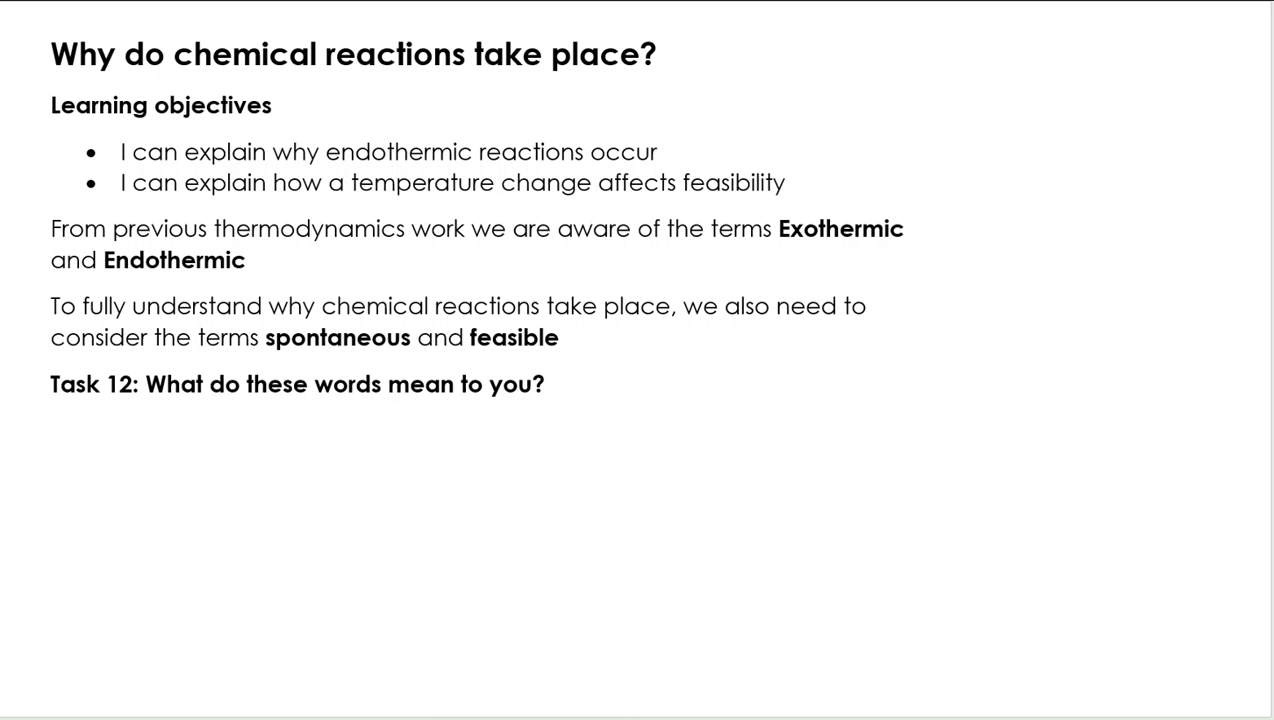 Why do chemical reactions take place?
Learning objectives
• I can explain why endothermic reactions occur
• I can explain how a temperature change affects feasibility
From previous thermodynamics work we are aware of the terms Exothermic
and Endothermic
To fully understand why chemical reactions take place, we also need to
consider the terms spontaneous and feasible
Task 12: What do these words mean to you?